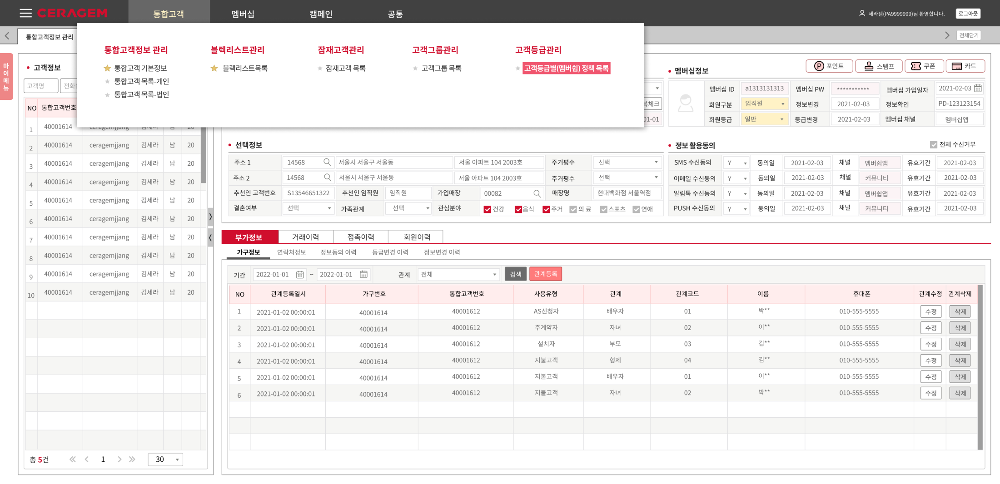 CERAGEM 통합고객 멤버십 캠페인 공통 세라젬(PA9999999)님 환영합니다. 로그아웃
통합고객정보 관리 전체닫기
마이메뉴
통합고객정보 관리 블렉리스트관리 잠재고객관리 고객그룹관리 고객등급관리
통합고객 기본정보 블랙리스트목록 잠재고객 목록 고객그룹 목록 고객등급별(멤버쉽) 정책 목록
통합고객 목록-개인
통합고객 목록-법인
고객정보
고객명 전화
NO 통합고객번호
1 40001614 ceragemjjang 김세라 남 20
2 40001614 ceragemjjang 김세라 남 20
3 40001614 ceragemjjang 김세라 남 20
4 40001614 ceragemjjang 김세라 남 20
5 40001614 ceragemjjang 김세라 남 20
6 40001614 ceragemjjang 김세라 남 20
7 40001614 ceragemjjang 김세라 남 20
8 40001614 ceragemjjang 김세라 남 20
9 40001614 ceragemjjang 김세라 남 20
10 40001614 ceragemjjang 김세라 남 20
총 5건 1 30
멤버십정보 P 포인트 스템프 쿠폰 카드
멤버십 ID a1313131313 멤버십 PW *********** 멤버십 가입일자 2021-02-03
체크 회원구분 임직원 정보변경 2021-02-03 정보확인 PD-123123154
01-01 회원등급 일반 등급변경 2021-02-03 멤버십 채널 멤버십앱
선택정보
주소 1 14568 서울시 서울구 서울동 서울 아파트 104 2003호 주거평수 선택
주소 2 14568 서울시 서울구 서울동 서울 아파트 104 2003호 주거평수 선택
추천인 고객번호 S13546651322 추천인 임직원 임직원 가입매장 00082 매장명 현대백화점 서울역점
결혼여부 선택 가족관계 선택 관심분야 건강 음식 주거 의 료 스포츠 연애
정보 활용동의 전체 수신거부
SMS 수신동의 Y 동의일 2021-02-03 채널 멤버쉽앱 유효기간 2021-02-03
이메일 수신동의 Y 동의일 2021-02-03 채널 커뮤니티 유효기간 2021-02-03
알림톡 수신동의 Y 동의일 2021-02-03 채널 멤버쉽앱 유효기간 2021-02-03
PUSH 수신동의 Y 동의일 2021-02-03 채널 커뮤니티 유효기간 2021-02-03
부가정보 거래이력 접촉이력 회원이력
가구정보 연락처정보 정보동의 이력 등급변경 이력 정보변경 이력
기간 2022-01-01 ~ 2022-01-01 관계 전체 검색 관계등록
NO 관계등록일시 가구번호 통합고객번호 사용유형 관계 관계코드 이름 휴대폰 관계수정 관계삭제
1 2021-01-02 00:00:01 40001614 40001612 AS신청자 배우자 01 박** 010-555-5555 수정 삭제
2 2021-01-02 00:00:01 40001614 40001612 주계약자 자녀 02 이** 010-555-5555 수정 삭제
3 2021-01-02 00:00:01 40001614 40001612 설치자 부모 03 김** 010-555-5555 수정 삭제
4 2021-01-02 00:00:01 40001614 40001612 지불고객 형제 04 김** 010-555-5555 수정 삭제
5 2021-01-02 00:00:01 40001614 40001612 지불고객 배우자 01 이** 010-555-5555 수정 삭제
6 2021-01-02 00:00:01 40001614 40001612 지불고객 자녀 02 박** 010-555-5555 수정 삭제